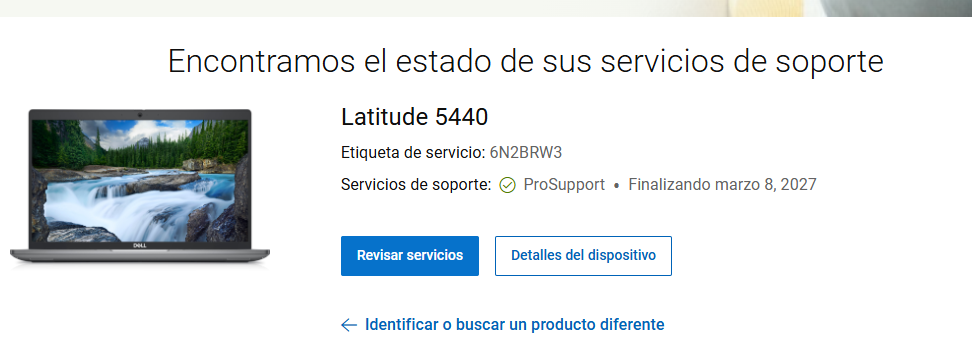 Encontramos el estado de sus servicios de soporte
Latitude 5440
Etiqueta de servicio: 6N2BRW3
Servicios de soporte: ProSupport • Finalizando marzo 8, 2027
DELL
Revisar servicios
Detalles del dispositivo
← Identificar o buscar un producto diferente